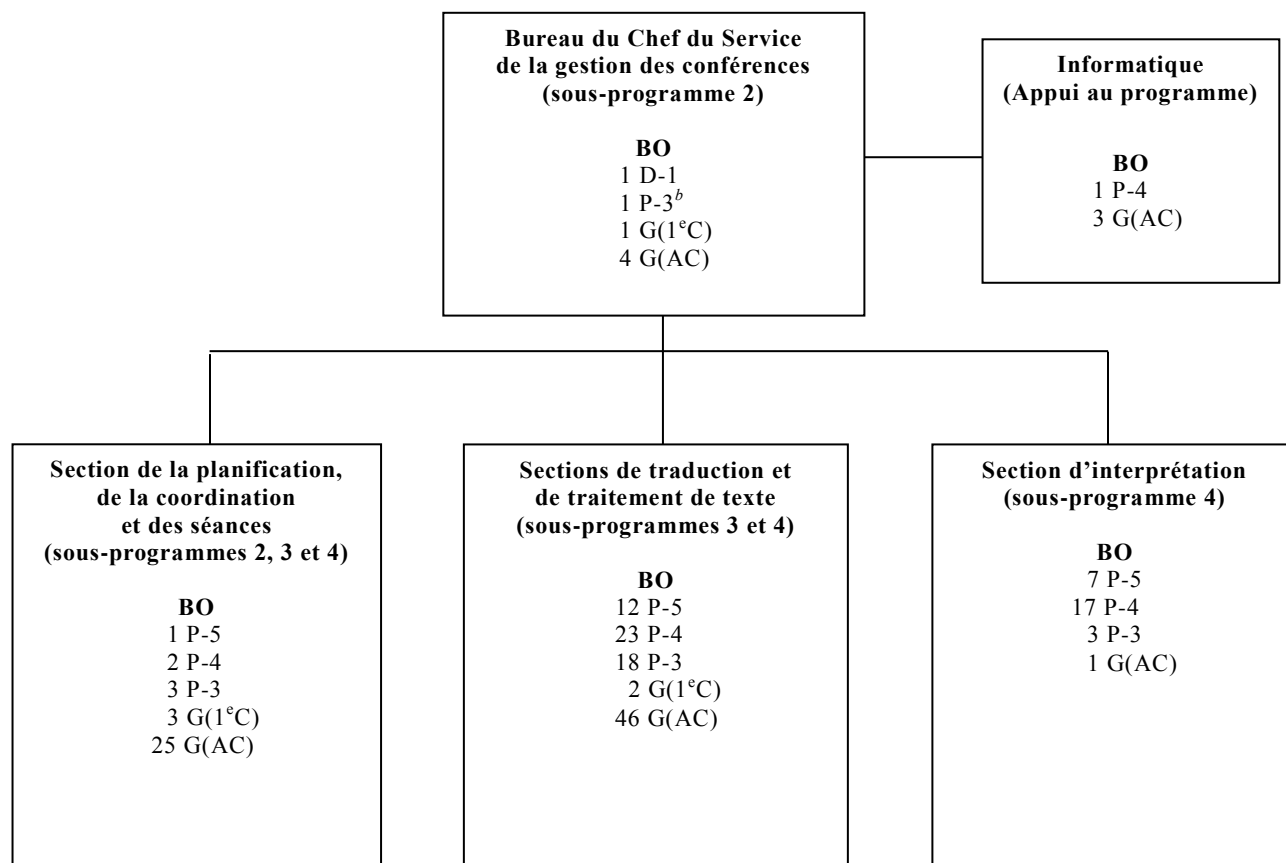 Bureau du Chef du Service
de la gestion des conférences
(sous-programme 2)
BO
1 D-1
1 P-3ᵇ
1 G(1ᵉC)
4 G(AC)
Informatique
(Appui au programme)
BO
1 P-4
3 G(AC)
Section de la planification,
de la coordination
et des séances
(sous-programmes 2, 3 et 4)
BO
1 P-5
2 P-4
3 P-3
3 G(1ᵉC)
25 G(AC)
Sections de traduction et
de traitement de texte
(sous-programmes 3 et 4)
BO
12 P-5
23 P-4
18 P-3
2 G(1ᵉC)
46 G(AC)
Section d’interprétation
(sous-programme 4)
BO
7 P-5
17 P-4
3 P-3
1 G(AC)